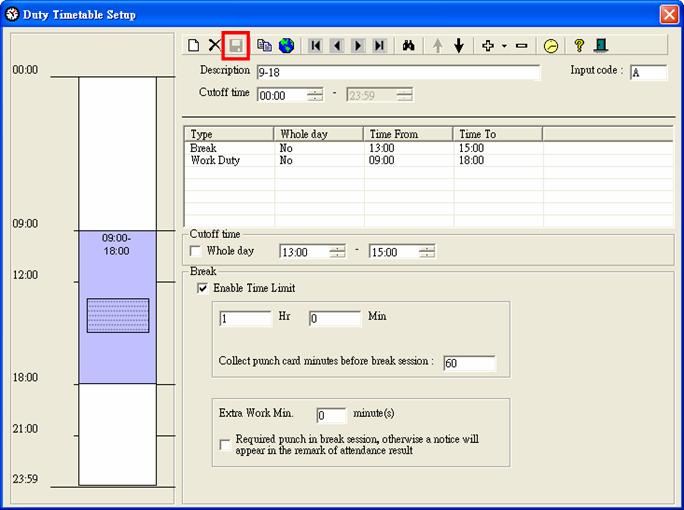 Duty Timetable Setup
00:00
09:00
09:00-
18:00
12:00
18:00
21:00
23:59
Description 9-18 Input code : A
Cutoff time 00:00 - 23:59
Type Whole day Time From Time To
Break No 13:00 15:00
Work Duty No 09:00 18:00
Cutoff time
Whole day 13:00 - 15:00
Break
Enable Time Limit
1 Hr 0 Min
Collect punch card minutes before break session : 60
Extra Work Min. 0 minute(s)
Required punch in break session, otherwise a notice will
appear in the remark of attendance result